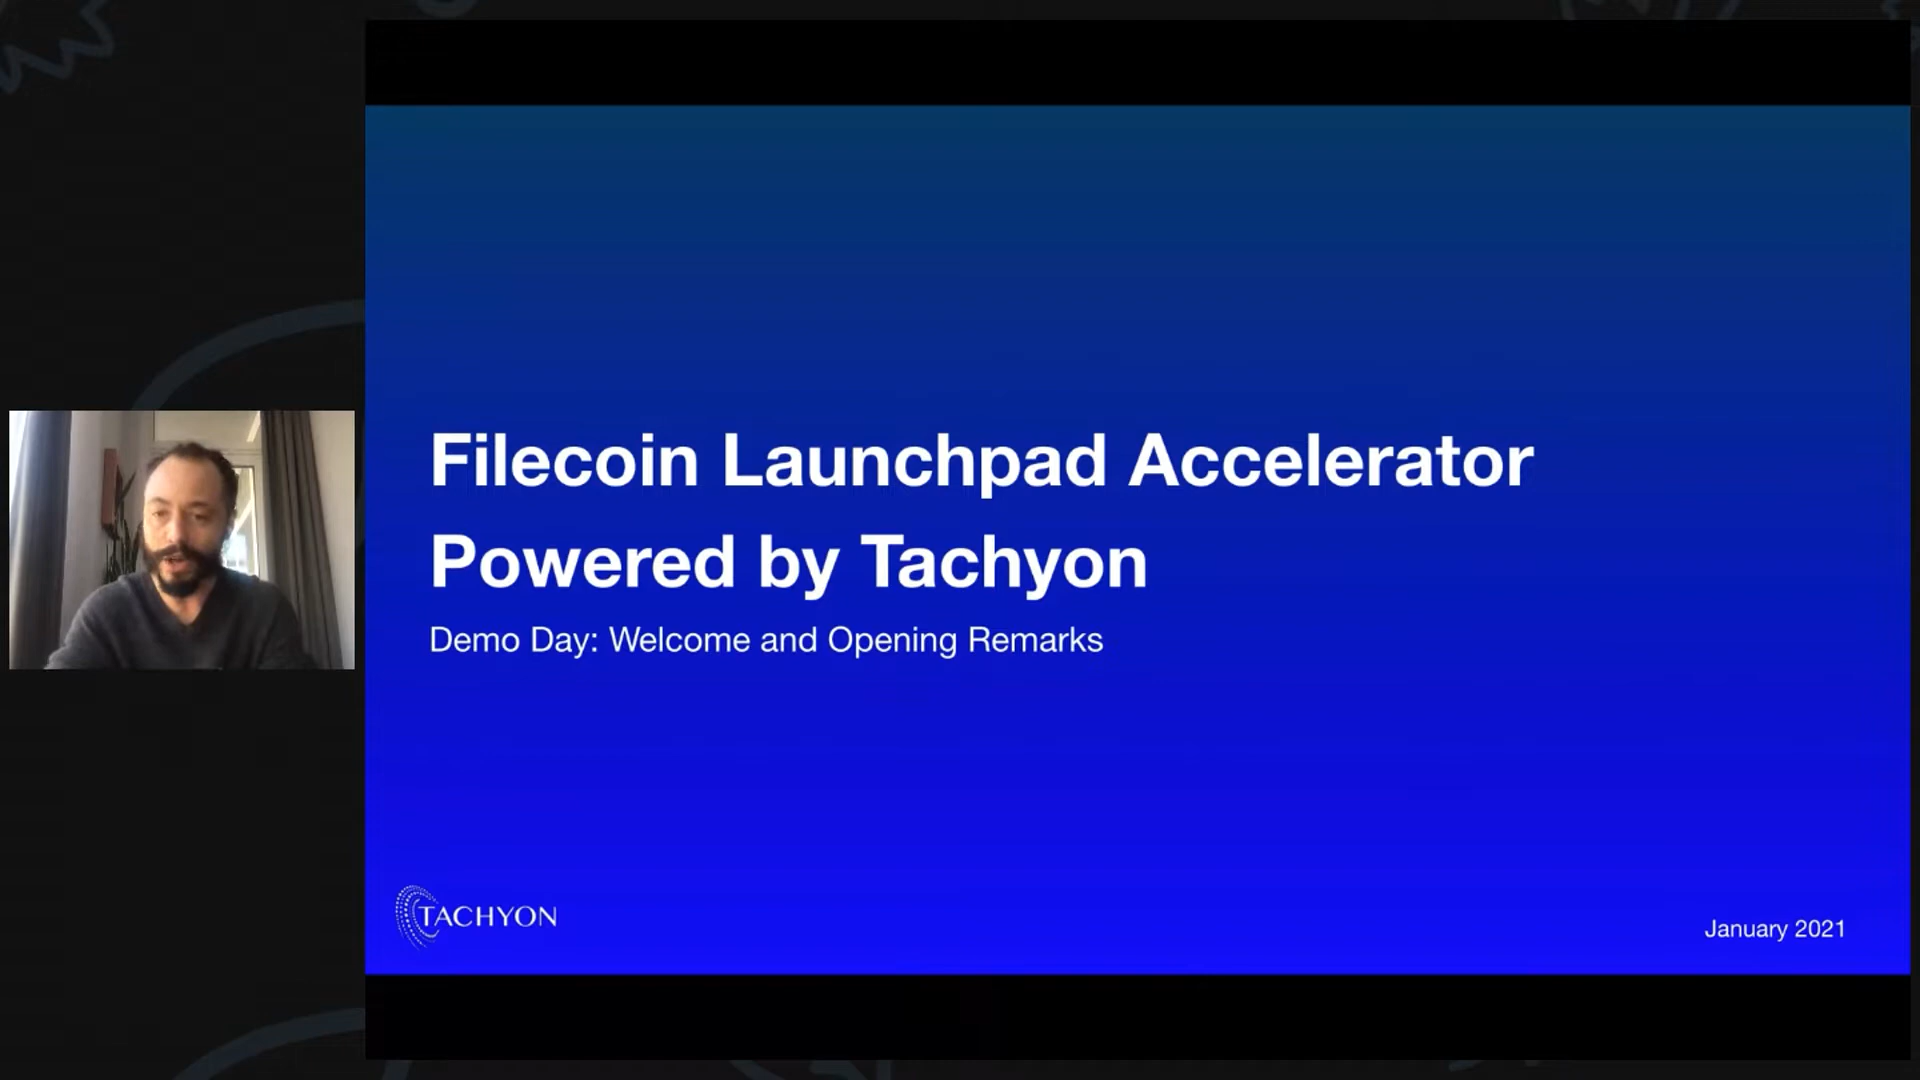 Filecoin Launchpad Accelerator
Powered by Tachyon
Demo Day: Welcome and Opening Remarks
TACHYON
January 2021